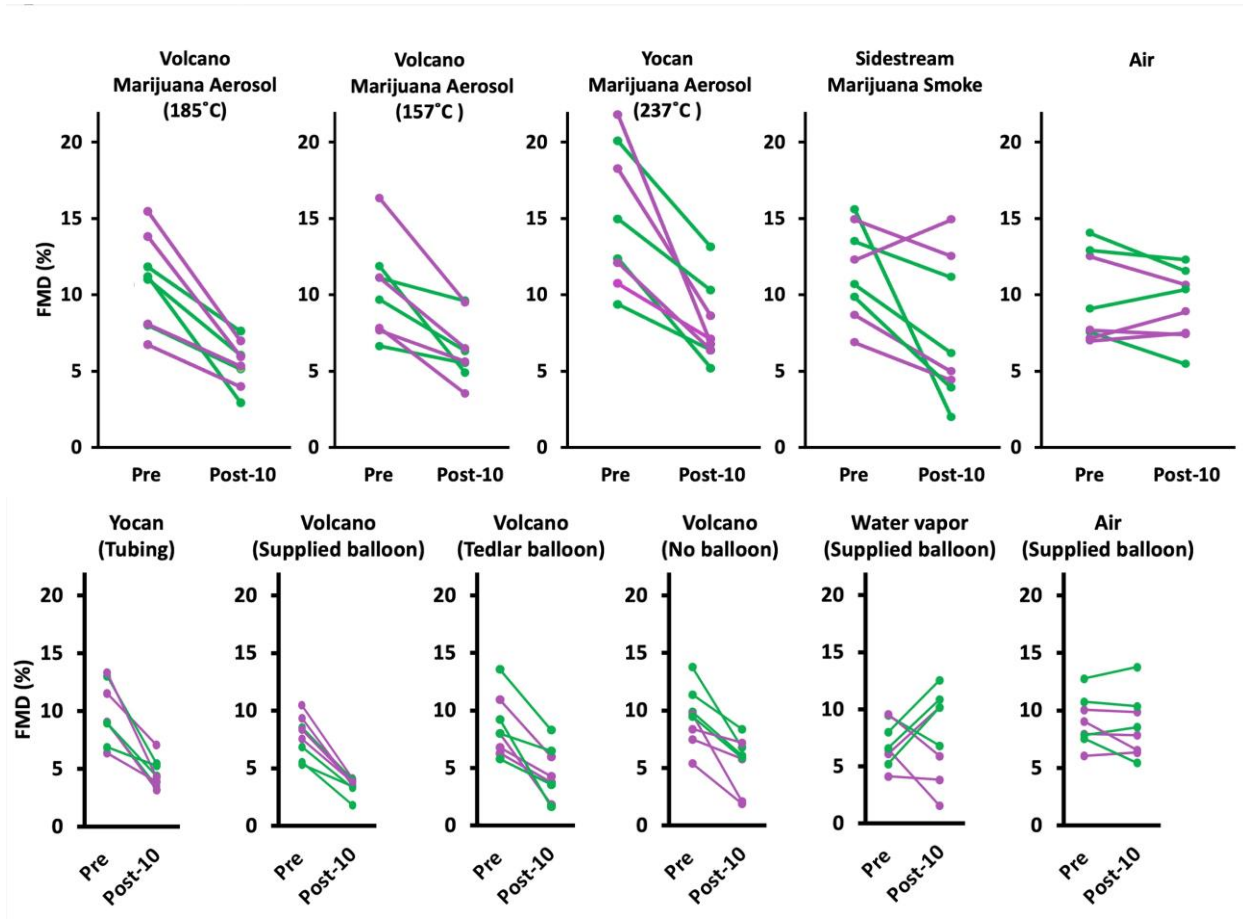 Volcano
Marijuana Aerosol
(185˚C)
Volcano
Marijuana Aerosol
(157˚C )
Yocan
Marijuana Aerosol
(237˚C )
Sidestream
Marijuana Smoke
Air
FMD (%)
20
15
10
5
0
Pre
Post-10
20
15
10
5
0
Pre
Post-10
20
15
10
5
0
Pre
Post-10
20
15
10
5
0
Pre
Post-10
20
15
10
5
0
Pre
Post-10
Yocan
(Tubing)
Volcano
(Supplied balloon)
Volcano
(Tedlar balloon)
Volcano
(No balloon)
Water vapor
(Supplied balloon)
Air
(Supplied balloon)
FMD (%)
20
15
10
5
0
Pre
Post-10
20
15
10
5
0
Pre
Post-10
20
15
10
5
0
Pre
Post-10
20
15
10
5
0
Pre
Post-10
20
15
10
5
0
Pre
Post-10
20
15
10
5
0
Pre
Post-10